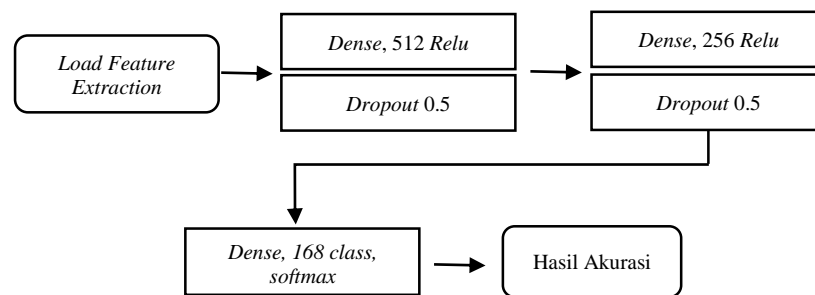 Load Feature
Extraction
Dense, 512 Relu
Dropout 0.5
Dense, 256 Relu
Dropout 0.5
Dense, 168 class,
softmax
Hasil Akurasi